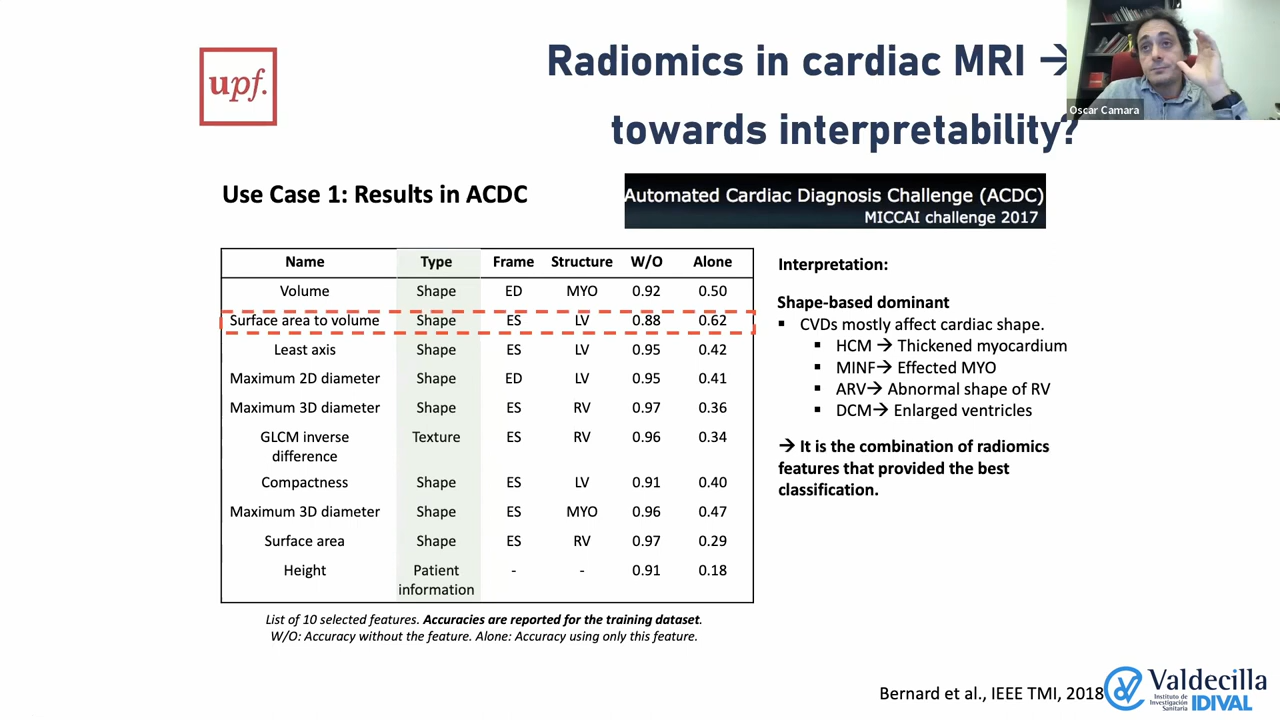 upf.
Radiomics in cardiac MRI →
towards interpretability?
Oscar Camara
Use Case 1: Results in ACDC
Automated Cardiac Diagnosis Challenge (ACDC)
MICCAI challenge 2017
Name Type Frame Structure W/O Alone
Volume Shape ED MYO 0.92 0.50
Surface area to volume Shape ES LV 0.88 0.62
Least axis Shape ES LV 0.95 0.42
Maximum 2D diameter Shape ED LV 0.95 0.41
Maximum 3D diameter Shape ES RV 0.97 0.36
GLCM inverse Texture ES RV 0.96 0.34
difference
Compactness Shape ES LV 0.91 0.40
Maximum 3D diameter Shape ES MYO 0.96 0.47
Surface area Shape ES RV 0.97 0.29
Height Patient - - 0.91 0.18
information
List of 10 selected features. Accuracies are reported for the training dataset.
W/O: Accuracy without the feature. Alone: Accuracy using only this feature.
Interpretation:
Shape-based dominant
▪ CVDs mostly affect cardiac shape.
▪ HCM → Thickened myocardium
▪ MINF→ Effected MYO
▪ ARV→ Abnormal shape of RV
▪ DCM→ Enlarged ventricles
→ It is the combination of radiomics
features that provided the best
classification.
Bernard et al., IEEE TMI, 2018
Valdecilla
Instituto de
Investigación
Sanitaria
IDIVAL